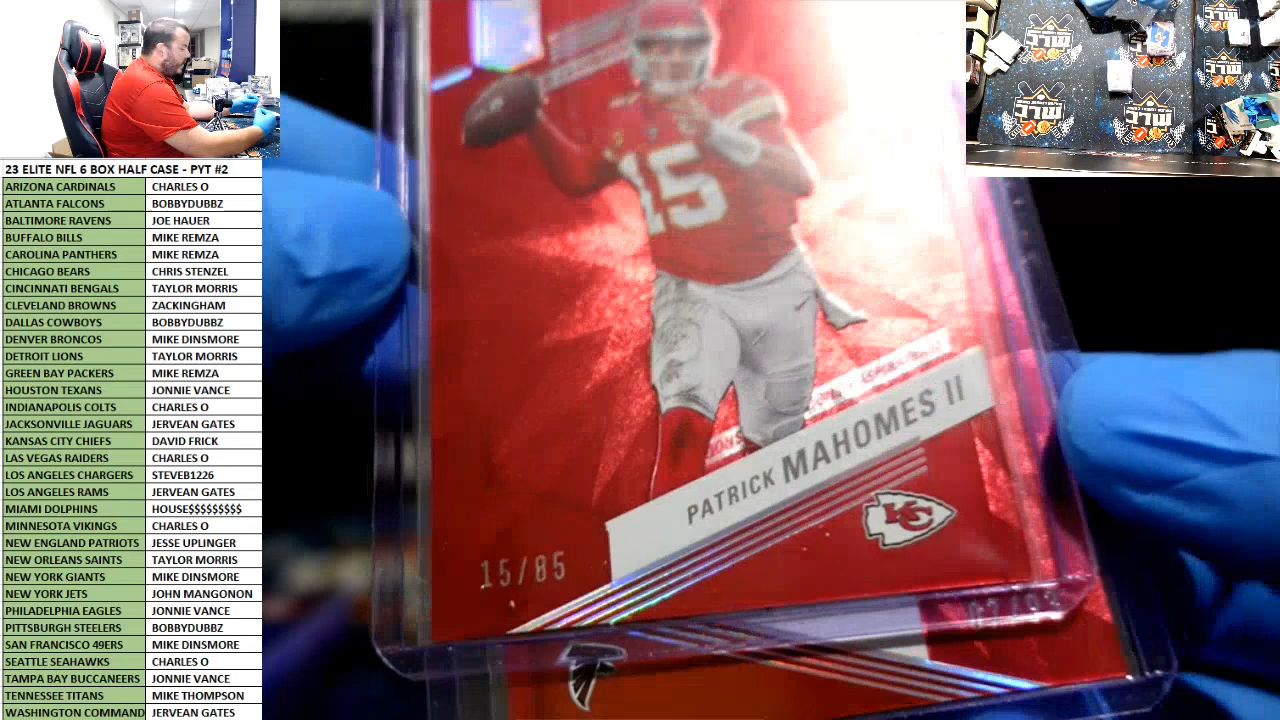 23 ELITE NFL 6 BOX HALF CASE - PYT #2
ARIZONA CARDINALS CHARLES O
ATLANTA FALCONS BOBBYDUBBZ
BALTIMORE RAVENS JOE HAUER
BUFFALO BILLS MIKE REMZA
CAROLINA PANTHERS MIKE REMZA
CHICAGO BEARS CHRIS STENZEL
CINCINNATI BENGALS TAYLOR MORRIS
CLEVELAND BROWNS ZACKINGHAM
DALLAS COWBOYS BOBBYDUBBZ
DENVER BRONCOS MIKE DINSMORE
DETROIT LIONS TAYLOR MORRIS
GREEN BAY PACKERS MIKE REMZA
HOUSTON TEXANS JONNIE VANCE
INDIANAPOLIS COLTS CHARLES O
JACKSONVILLE JAGUARS JERVEAN GATES
KANSAS CITY CHIEFS DAVID FRICK
LAS VEGAS RAIDERS CHARLES O
LOS ANGELES CHARGERS STEVEB1226
LOS ANGELES RAMS JERVEAN GATES
MIAMI DOLPHINS HOUSE$$$$$$$$$
MINNESOTA VIKINGS CHARLES O
NEW ENGLAND PATRIOTS JESSE UPLINGER
NEW ORLEANS SAINTS TAYLOR MORRIS
NEW YORK GIANTS MIKE DINSMORE
NEW YORK JETS JOHN MANGONON
PHILADELPHIA EAGLES JONNIE VANCE
PITTSBURGH STEELERS BOBBYDUBBZ
SAN FRANCISCO 49ERS MIKE DINSMORE
SEATTLE SEAHAWKS CHARLES O
TAMPA BAY BUCCANEERS JONNIE VANCE
TENNESSEE TITANS MIKE THOMPSON
WASHINGTON COMMAND JERVEAN GATES
15
PATRICK MAHOMES II
KC
15/85